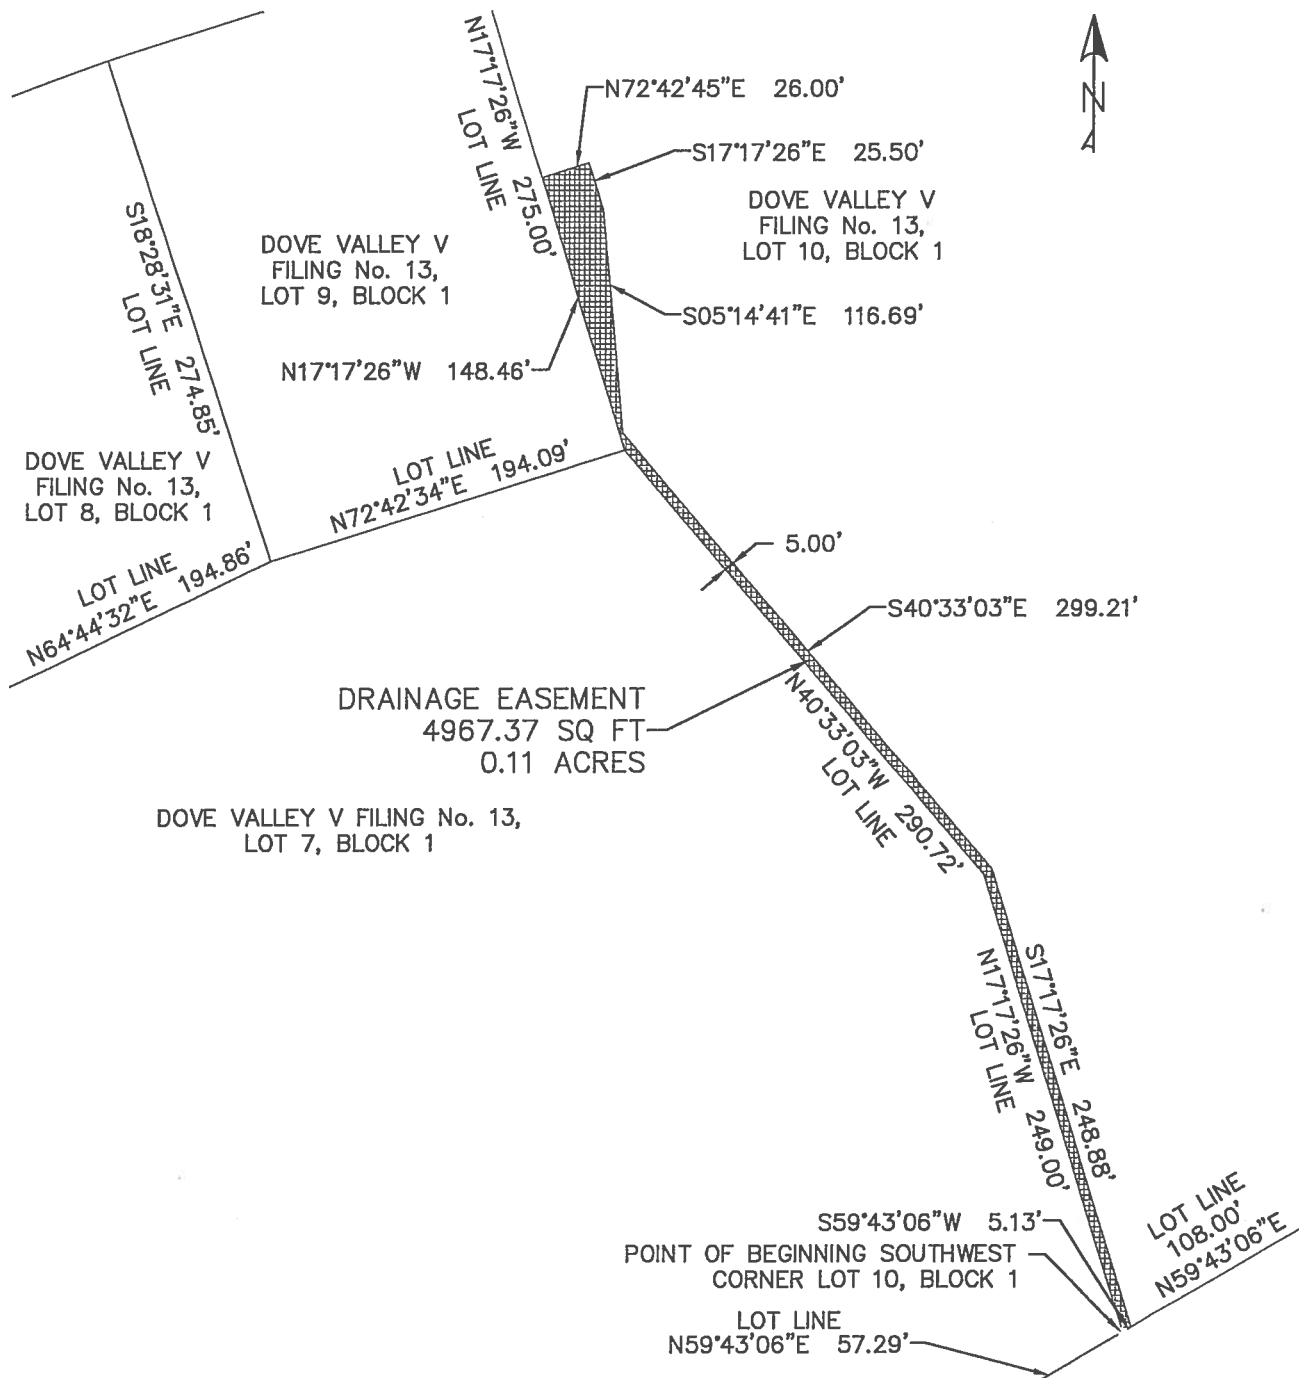 N17°17'26"W 275.00'
LOT LINE
N72°42'45"E 26.00'
S17°17'26"E 25.50'
N
DOVE VALLEY V
FILING No. 13,
LOT 10, BLOCK 1
S18°28'31"E 274.85'
LOT LINE
DOVE VALLEY V
FILING No. 13,
LOT 9, BLOCK 1
S05°14'41"E 116.69'
N17°17'26"W 148.46'
DOVE VALLEY V
FILING No. 13,
LOT 8, BLOCK 1
LOT LINE
N72°42'34"E 194.09'
LOT LINE
N64°44'32"E 194.86'
5.00'
S40°33'03"E 299.21'
DRAINAGE EASEMENT
4967.37 SQ FT
0.11 ACRES
N40°33'03"W 290.72'
LOT LINE
DOVE VALLEY V FILING No. 13,
LOT 7, BLOCK 1
S17°17'26"E 248.88'
N17°17'26"W 249.00'
LOT LINE
S59°43'06"W 5.13'
POINT OF BEGINNING SOUTHWEST
CORNER LOT 10, BLOCK 1
LOT LINE
108.00'
N59°43'06"E
LOT LINE
N59°43'06"E 57.29'